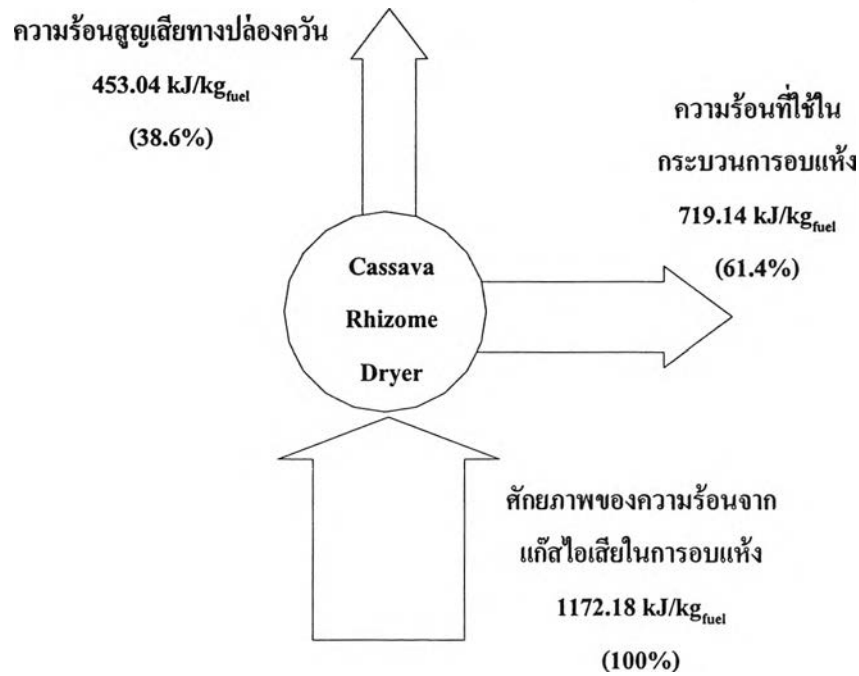 ความร้อนสูญเสียทางปล่องควัน
453.04 kJ/kg_fuel
(38.6%)
ความร้อนที่ใช้ใน
กระบวนการอบแห้ง
719.14 kJ/kg_fuel
(61.4%)
Cassava
Rhizome
Dryer
ศักยภาพของความร้อนจาก
แก๊สไอเสียในการอบแห้ง
1172.18 kJ/kg_fuel
(100%)